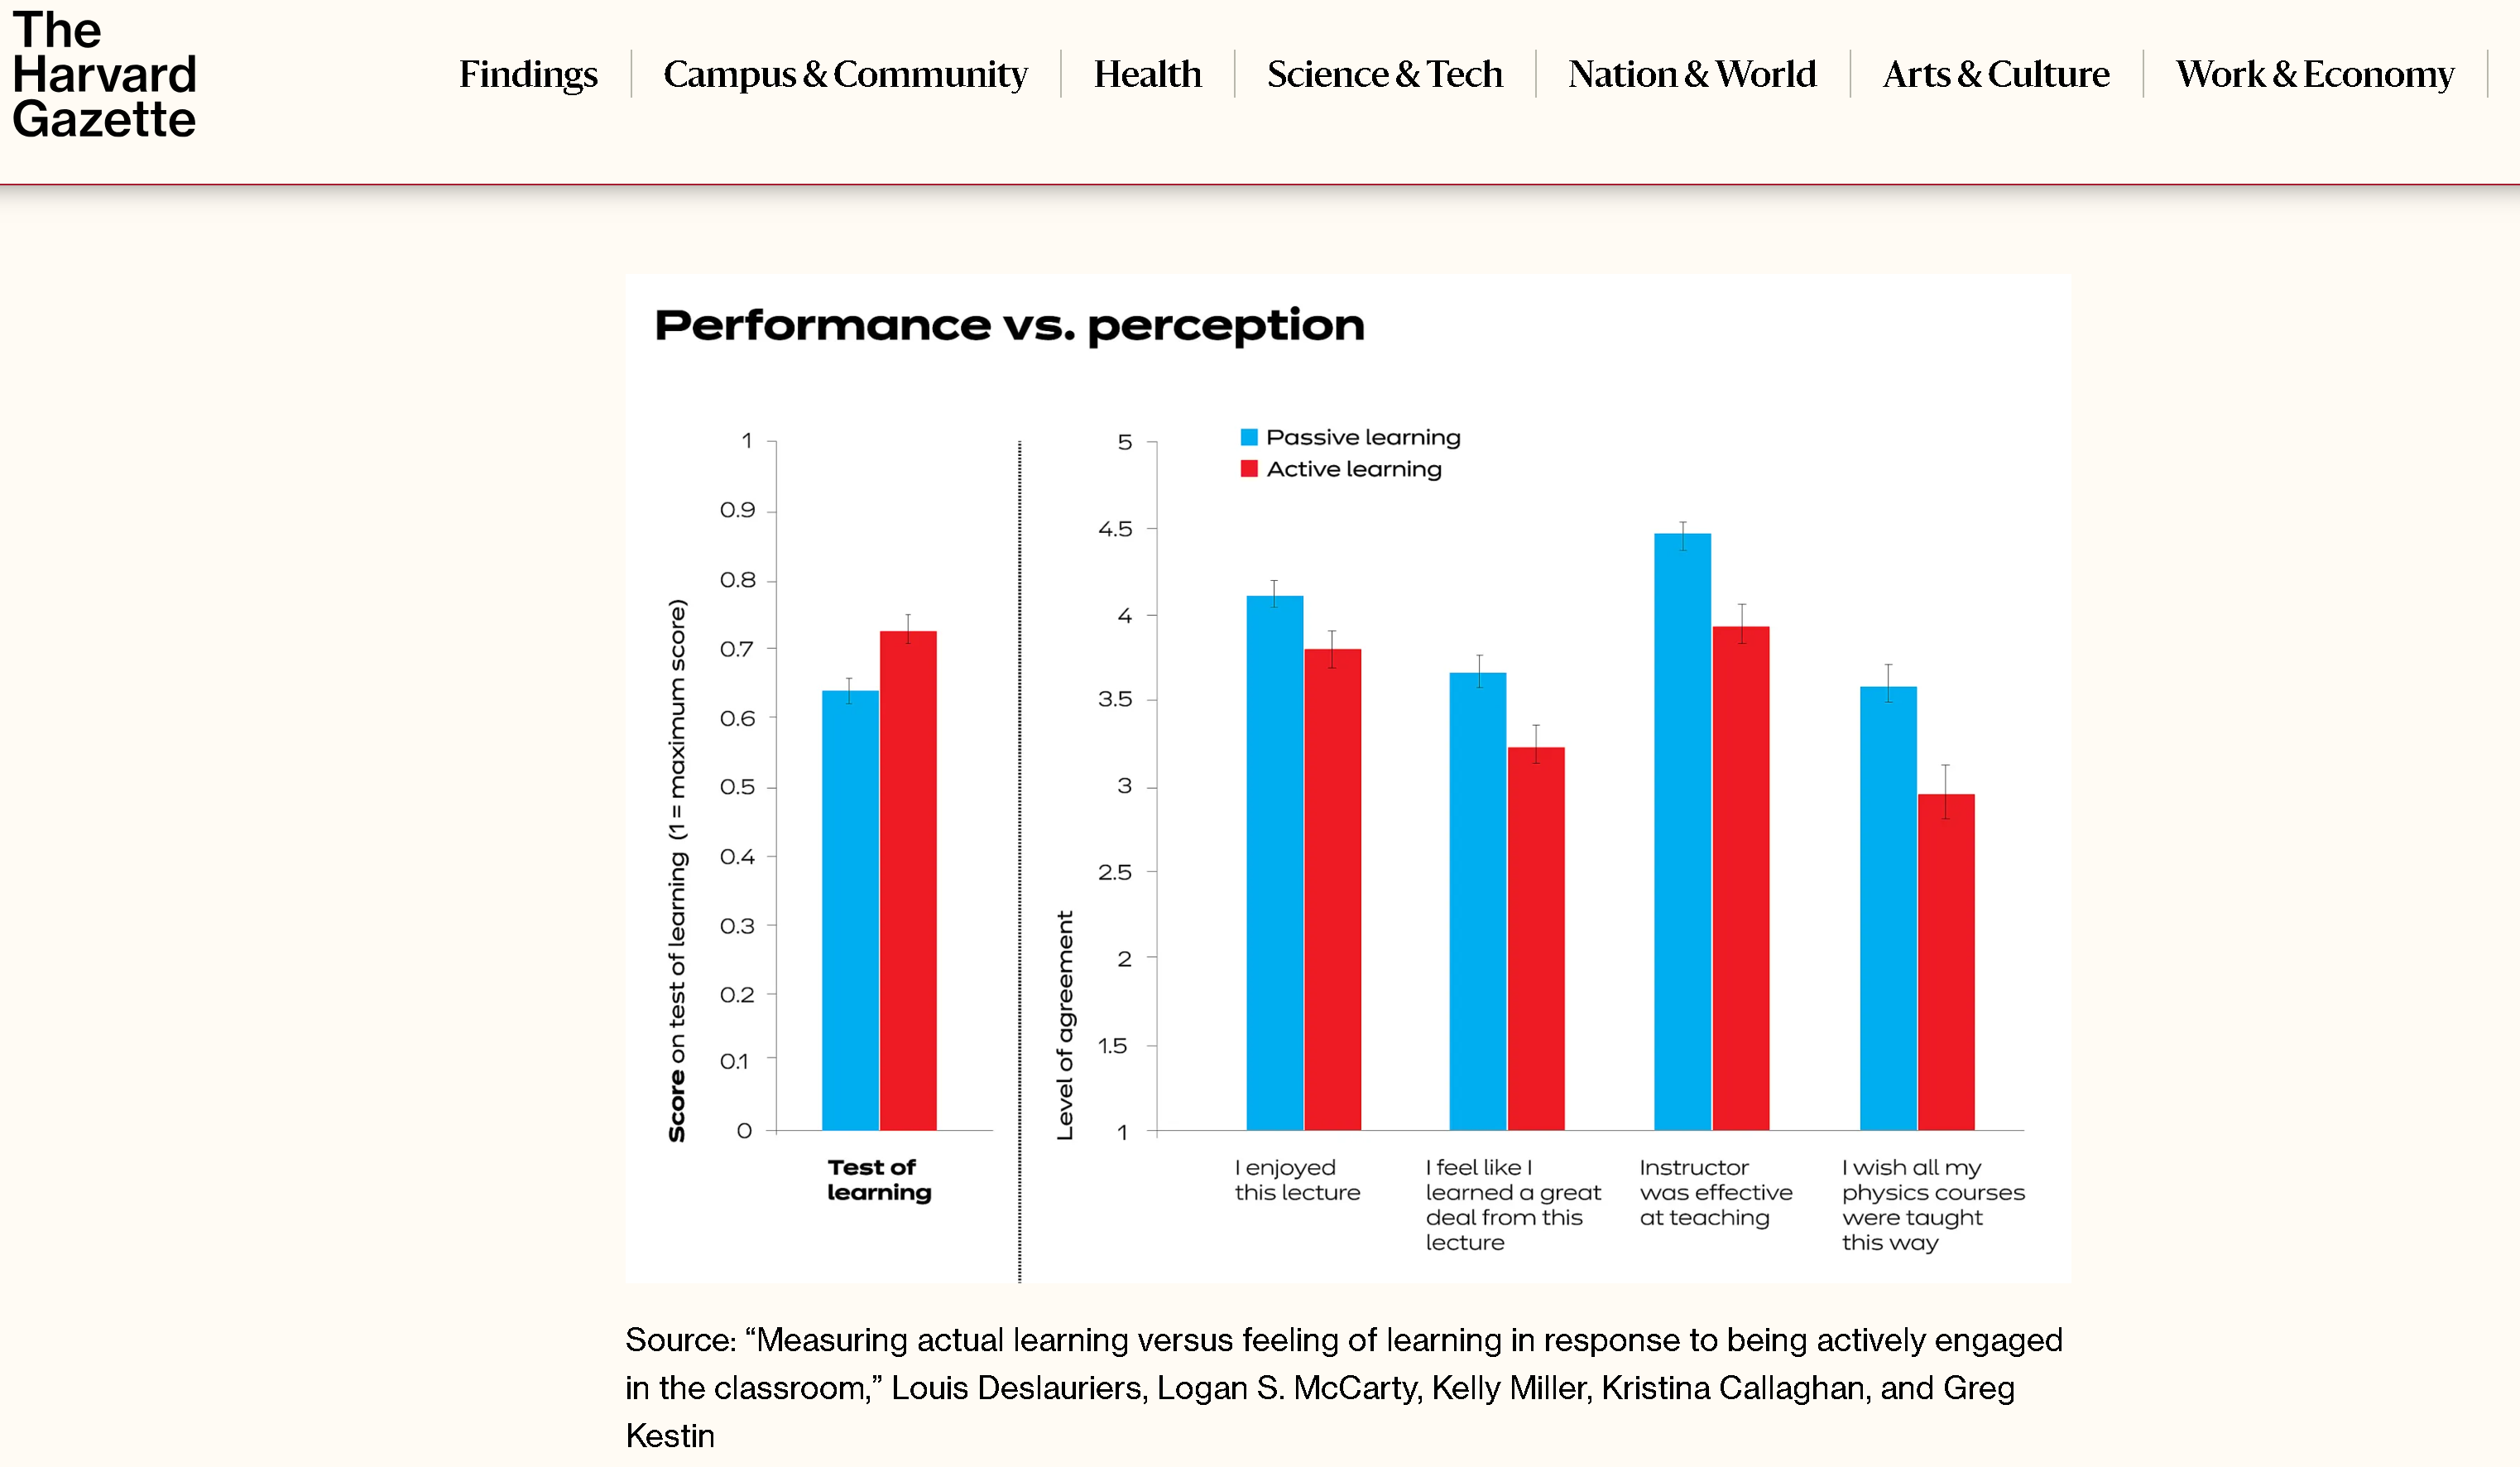 The
Harvard
Gazette
Findings
Campus & Community
Health
Science & Tech
Nation & World
Arts & Culture
Work & Economy
Performance vs. perception
Score on test of learning (1 = maximum score)
1
0.9
0.8
0.7
0.6
0.5
0.4
0.3
0.2
0.1
0
Test of
learning
Level of agreement
5
4.5
4
3.5
3
2.5
2
1.5
1
Passive learning
Active learning
I enjoyed
this lecture
I feel like I
learned a great
deal from this
lecture
Instructor
was effective
at teaching
I wish all my
physics courses
were taught
this way
Source: “Measuring actual learning versus feeling of learning in response to being actively engaged
in the classroom,” Louis Deslauriers, Logan S. McCarty, Kelly Miller, Kristina Callaghan, and Greg
Kestin